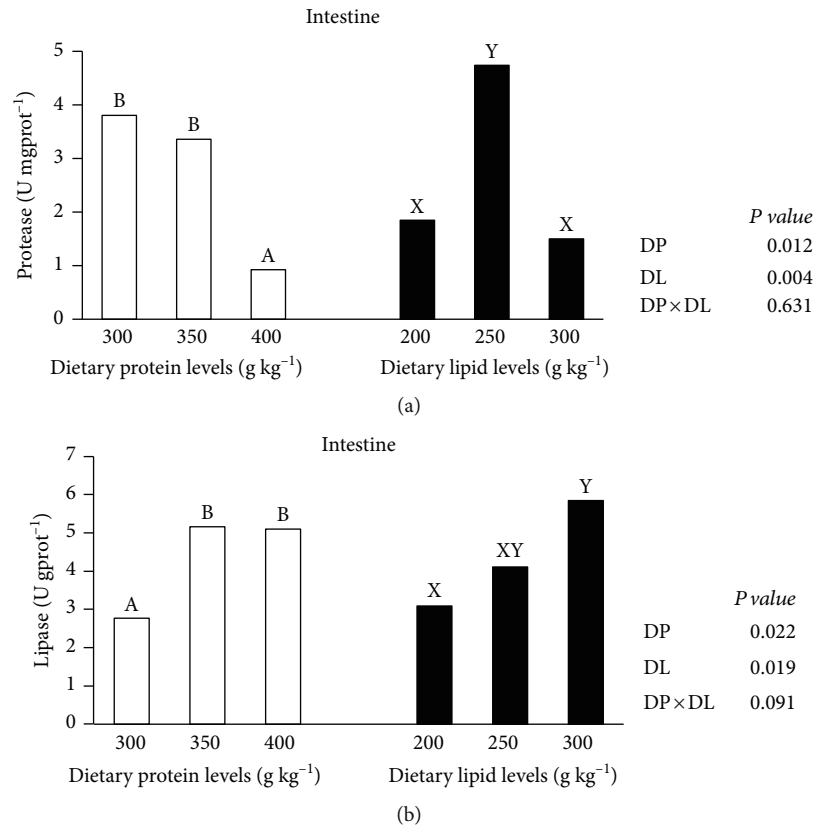 Intestine
5
4
3
2
1
0
Protease (U mgprot⁻¹)
B
B
A
X
Y
X
300 350 400 200 250 300
Dietary protein levels (g kg⁻¹) Dietary lipid levels (g kg⁻¹)
P value
DP 0.012
DL 0.004
DP×DL 0.631
(a)
Intestine
7
6
5
4
3
2
1
0
Lipase (U gprot⁻¹)
A
B
B
X
XY
Y
300 350 400 200 250 300
Dietary protein levels (g kg⁻¹) Dietary lipid levels (g kg⁻¹)
P value
DP 0.022
DL 0.019
DP×DL 0.091
(b)